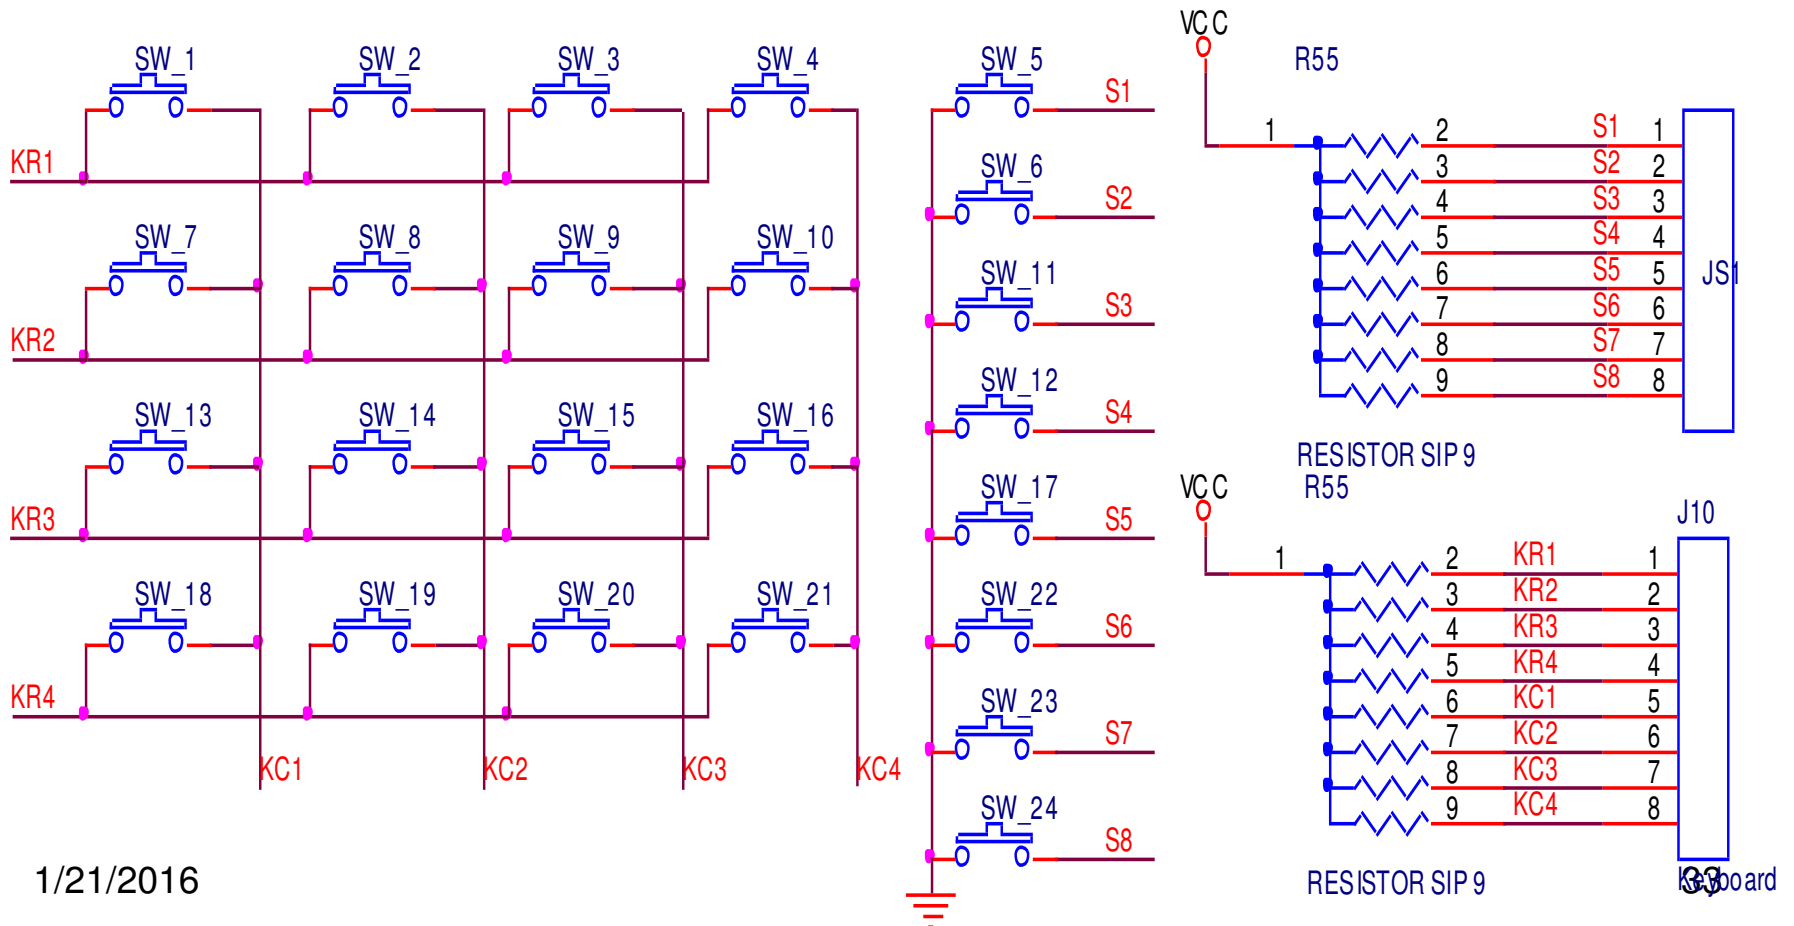 SW_1 SW_2 SW_3 SW_4 SW_5 VCC R55
S1
KR1
1 2 S1 1
SW_6 3 S2 2
S2 4 S3 3
SW_7 SW_8 SW_9 SW_10 5 S4 4
SW_11 6 S5 5 JS1
S3 7 S6 6
KR2 8 S7 7
SW_12 9 S8 8
SW_13 SW_14 SW_15 SW_16 S4
RESISTOR SIP 9
SW_17 VCC R55
KR3 S5 J10
1 2 KR1 1
SW_18 SW_19 SW_20 SW_21 SW_22 3 KR2 2
S6 4 KR3 3
5 KR4 4
KR4 SW_23 6 KC1 5
S7 7 KC2 6
KC1 KC2 KC3 KC4 8 KC3 7
SW_24 9 KC4 8
S8
1/21/2016 RESISTOR SIP 9 Keyboard
33